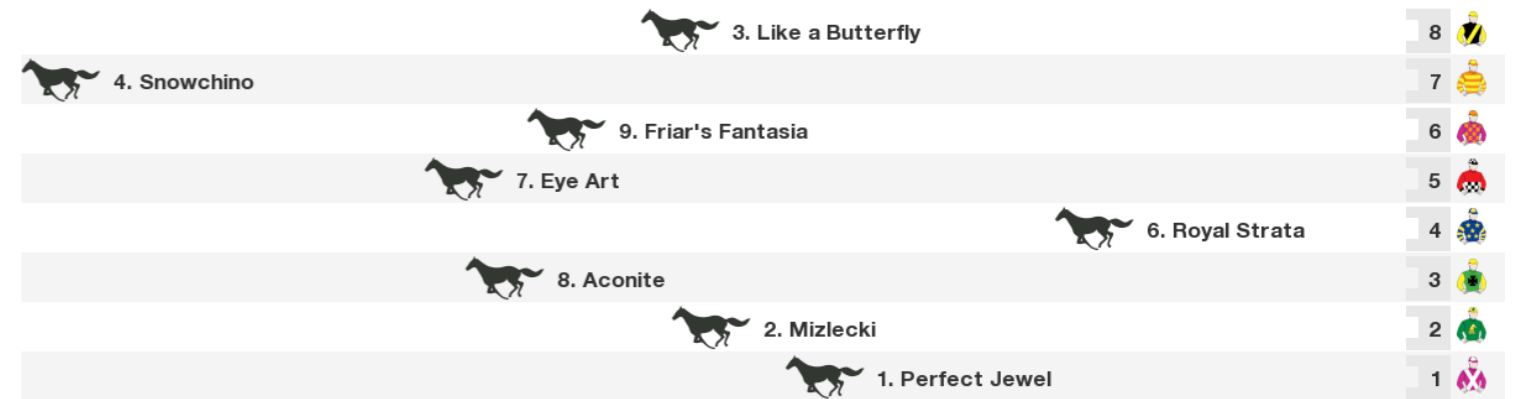 3. Like a Butterfly 8
4. Snowchino 7
9. Friar's Fantasia 6
7. Eye Art 5
6. Royal Strata 4
8. Aconite 3
2. Mizlecki 2
1. Perfect Jewel 1